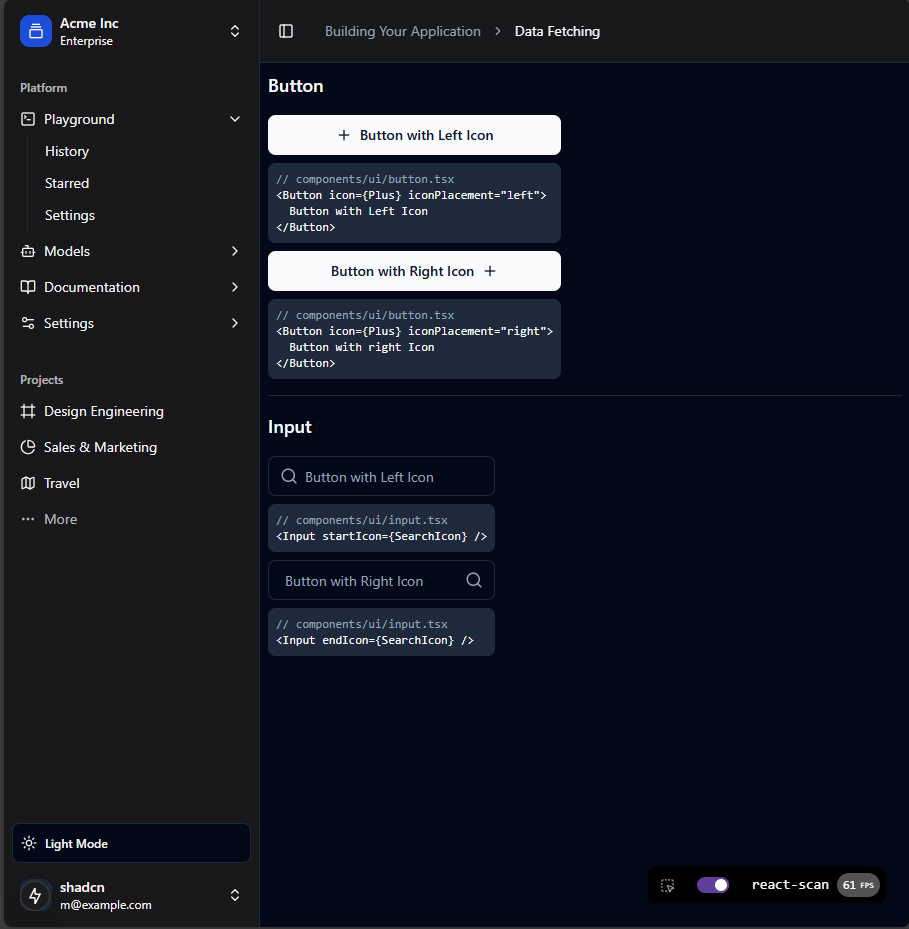 Acme Inc
Enterprise
Platform
Playground
History
Starred
Settings
Models
Documentation
Settings
Projects
Design Engineering
Sales & Marketing
Travel
More
Light Mode
shadcn
m@example.com
Building Your Application > Data Fetching
Button
+ Button with Left Icon
// components/ui/button.tsx
<Button icon={Plus} iconPlacement="left">
  Button with Left Icon
</Button>
Button with Right Icon +
// components/ui/button.tsx
<Button icon={Plus} iconPlacement="right">
  Button with right Icon
</Button>
Input
Button with Left Icon
// components/ui/input.tsx
<Input startIcon={SearchIcon} />
Button with Right Icon
// components/ui/input.tsx
<Input endIcon={SearchIcon} />
react-scan 61 FPS